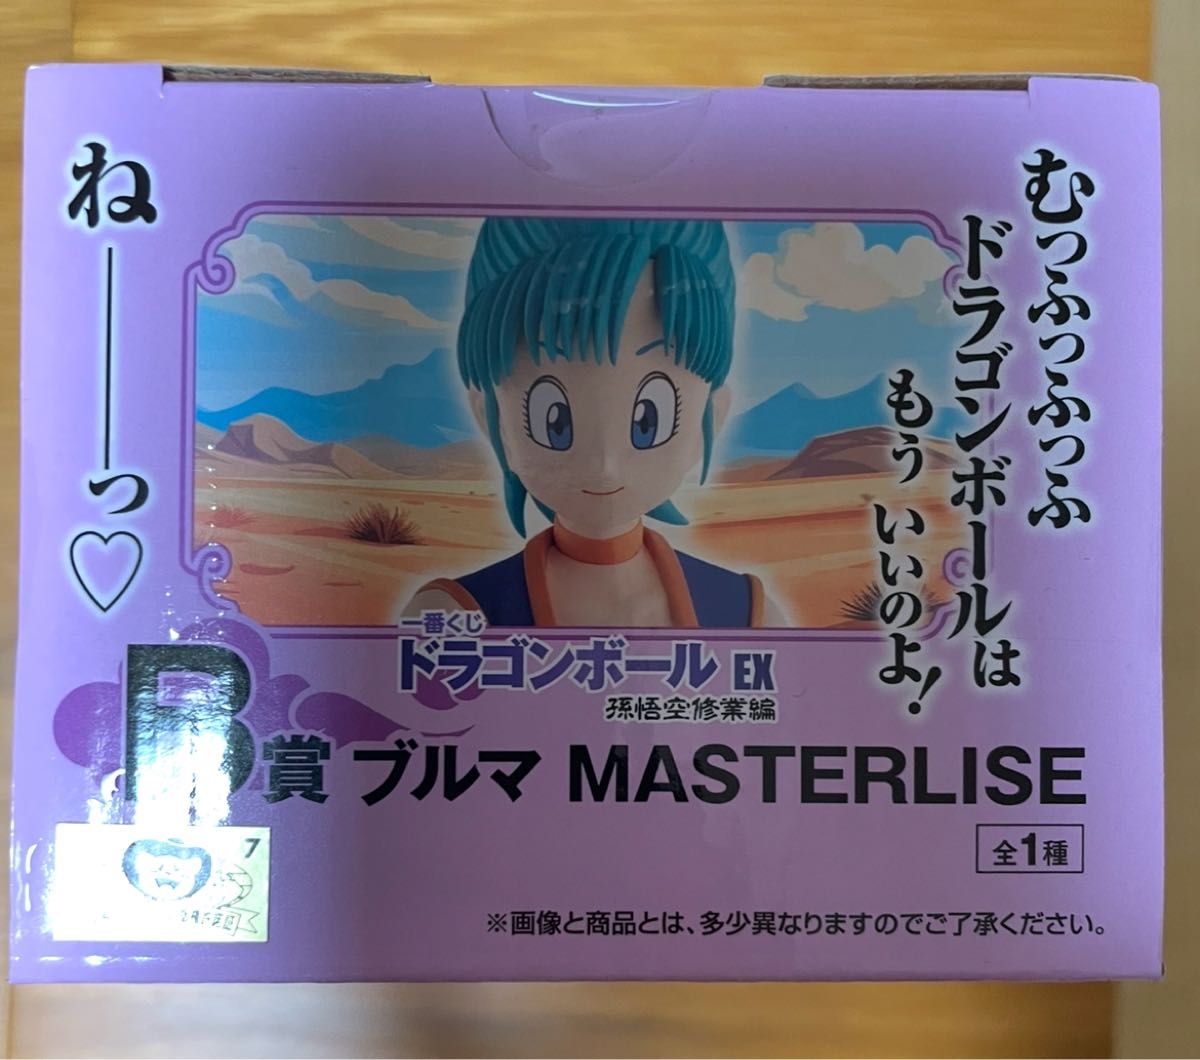 むっふっふっふっふ
ドラゴンボールは
もう いいのよ!
ね——っ♡
一番くじ
ドラゴンボール EX
孫悟空修業編
B賞 ブルマ MASTERLISE
全1種
7
※画像と商品とは、多少異なりますのでご了承ください。